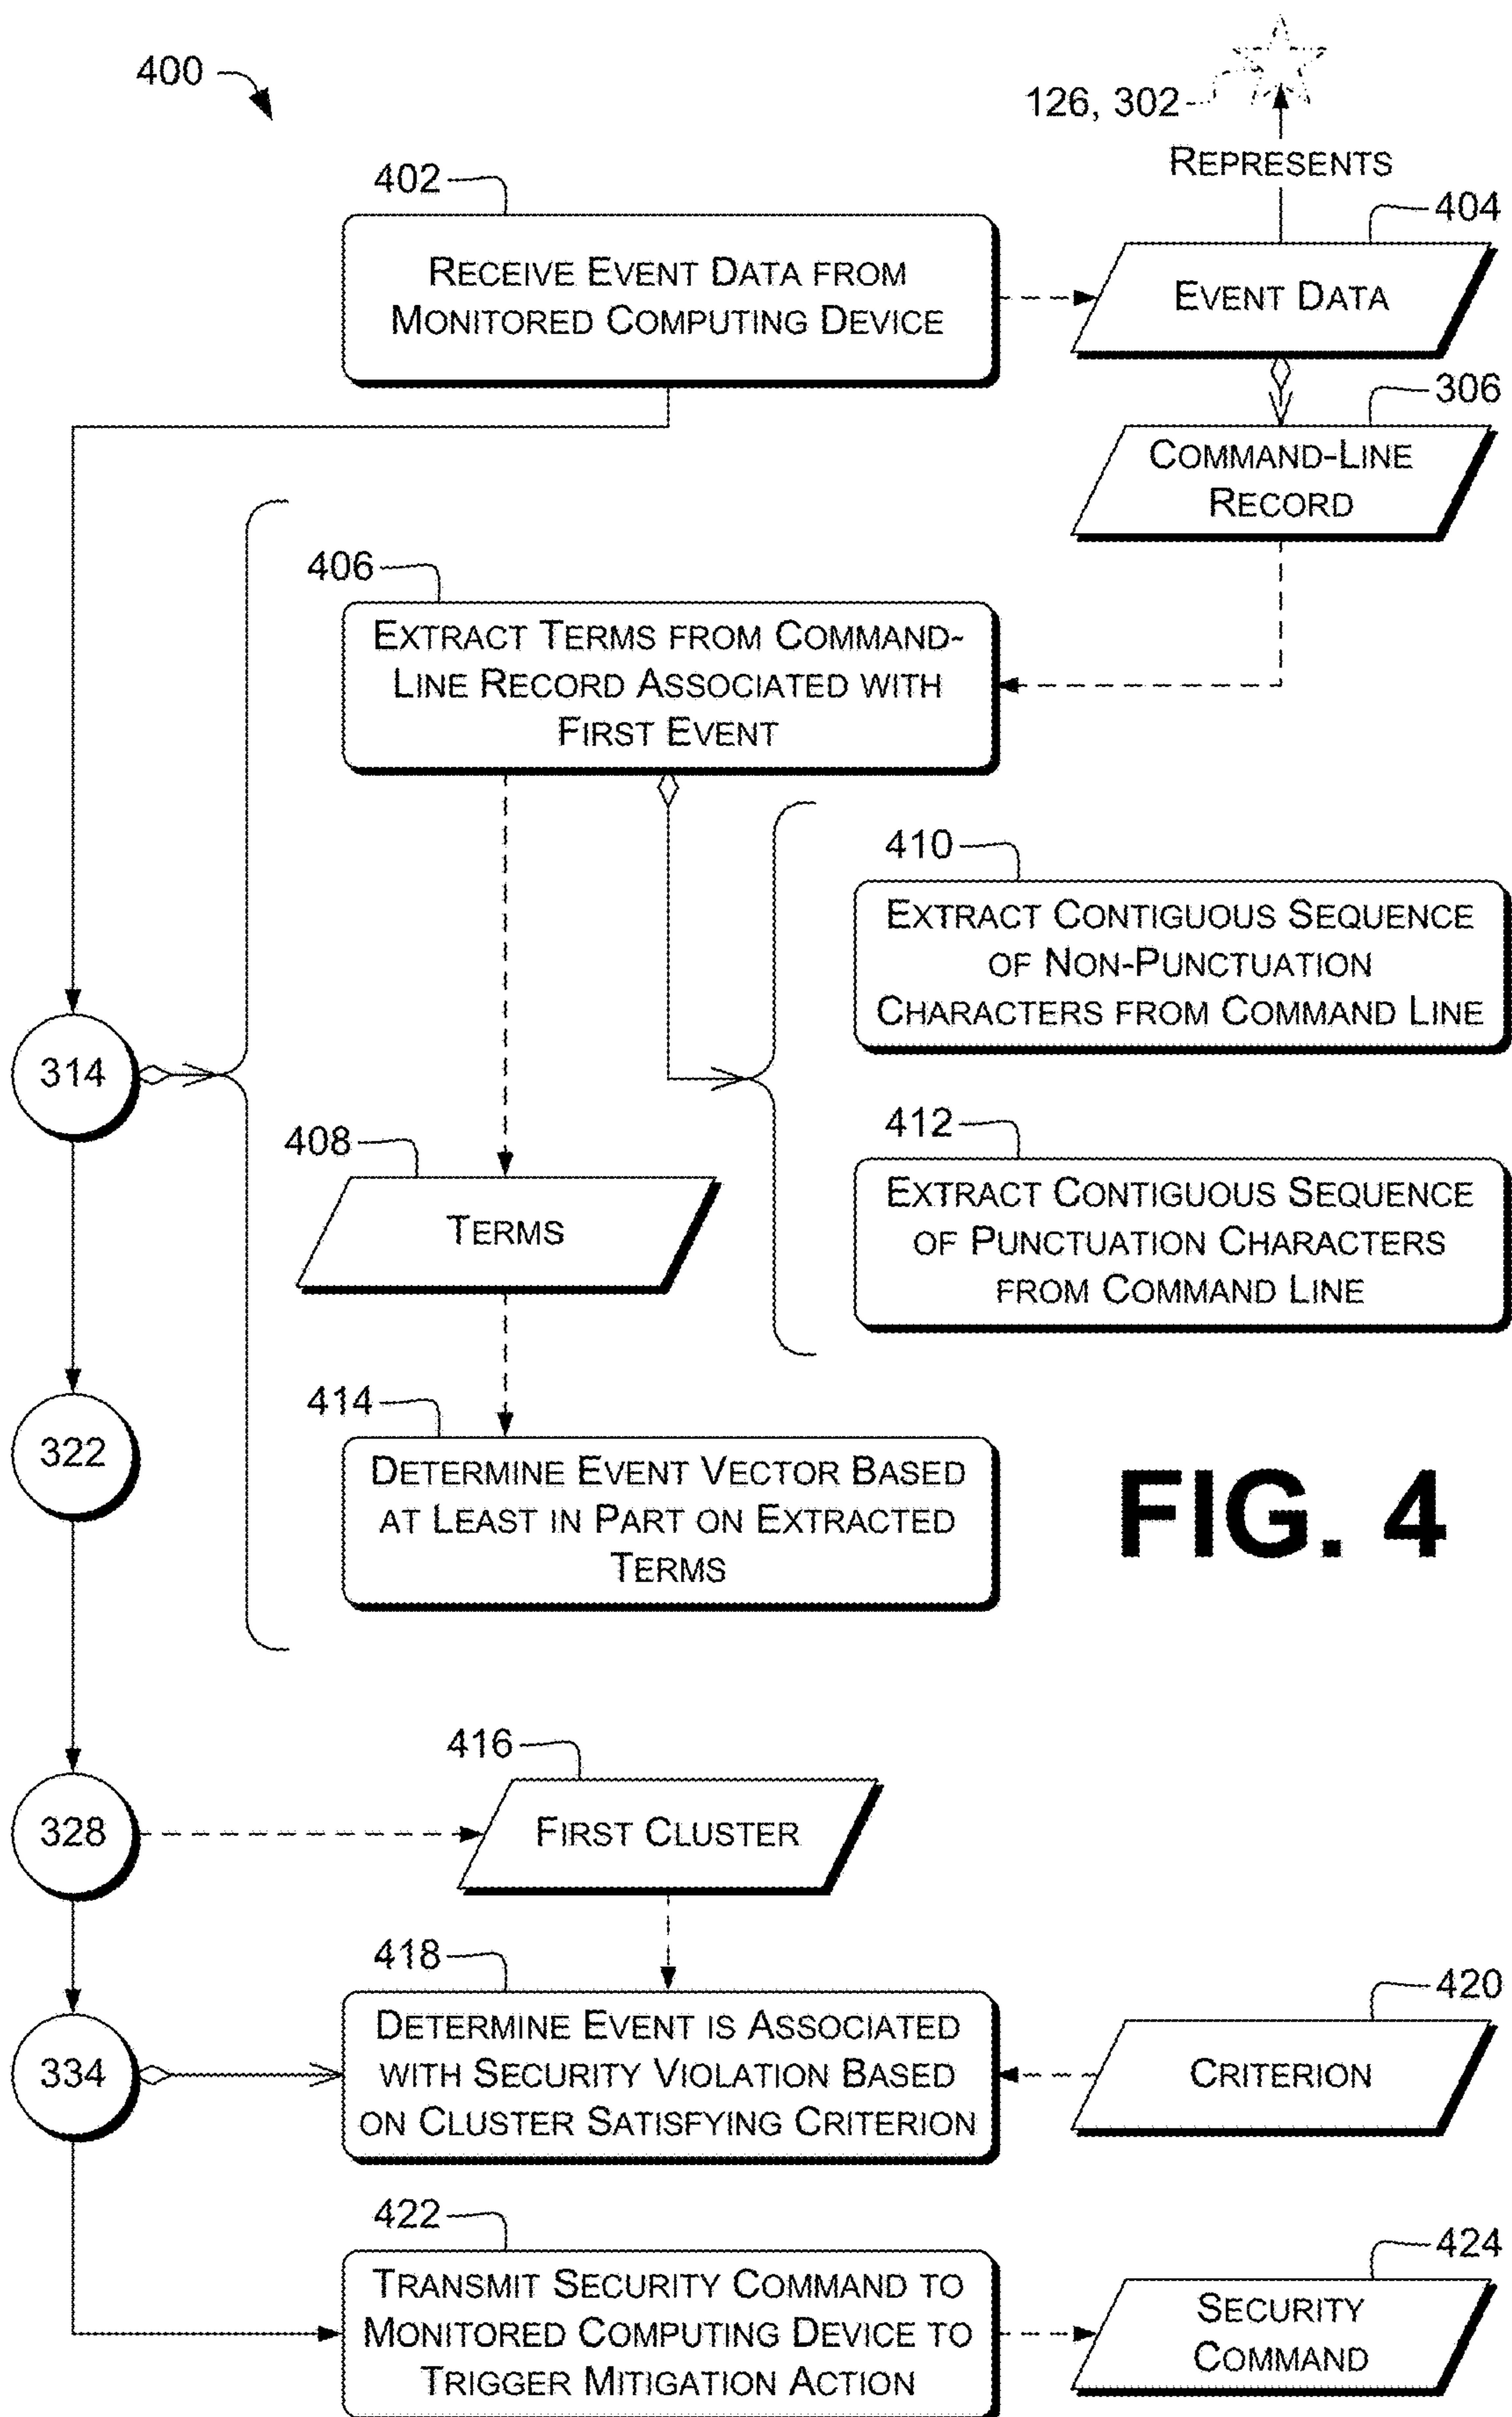 400
126, 302
REPRESENTS
402
404
RECEIVE EVENT DATA FROM
MONITORED COMPUTING DEVICE
EVENT DATA
306
COMMAND-LINE
RECORD
406
EXTRACT TERMS FROM COMMAND-
LINE RECORD ASSOCIATED WITH
FIRST EVENT
410
EXTRACT CONTIGUOUS SEQUENCE
OF NON-PUNCTUATION
CHARACTERS FROM COMMAND LINE
314
408
TERMS
412
EXTRACT CONTIGUOUS SEQUENCE
OF PUNCTUATION CHARACTERS
FROM COMMAND LINE
322
414
DETERMINE EVENT VECTOR BASED
AT LEAST IN PART ON EXTRACTED
TERMS
FIG. 4
416
328
FIRST CLUSTER
418
334
DETERMINE EVENT IS ASSOCIATED
WITH SECURITY VIOLATION BASED
ON CLUSTER SATISFYING CRITERION
420
CRITERION
422
TRANSMIT SECURITY COMMAND TO
MONITORED COMPUTING DEVICE TO
TRIGGER MITIGATION ACTION
424
SECURITY
COMMAND